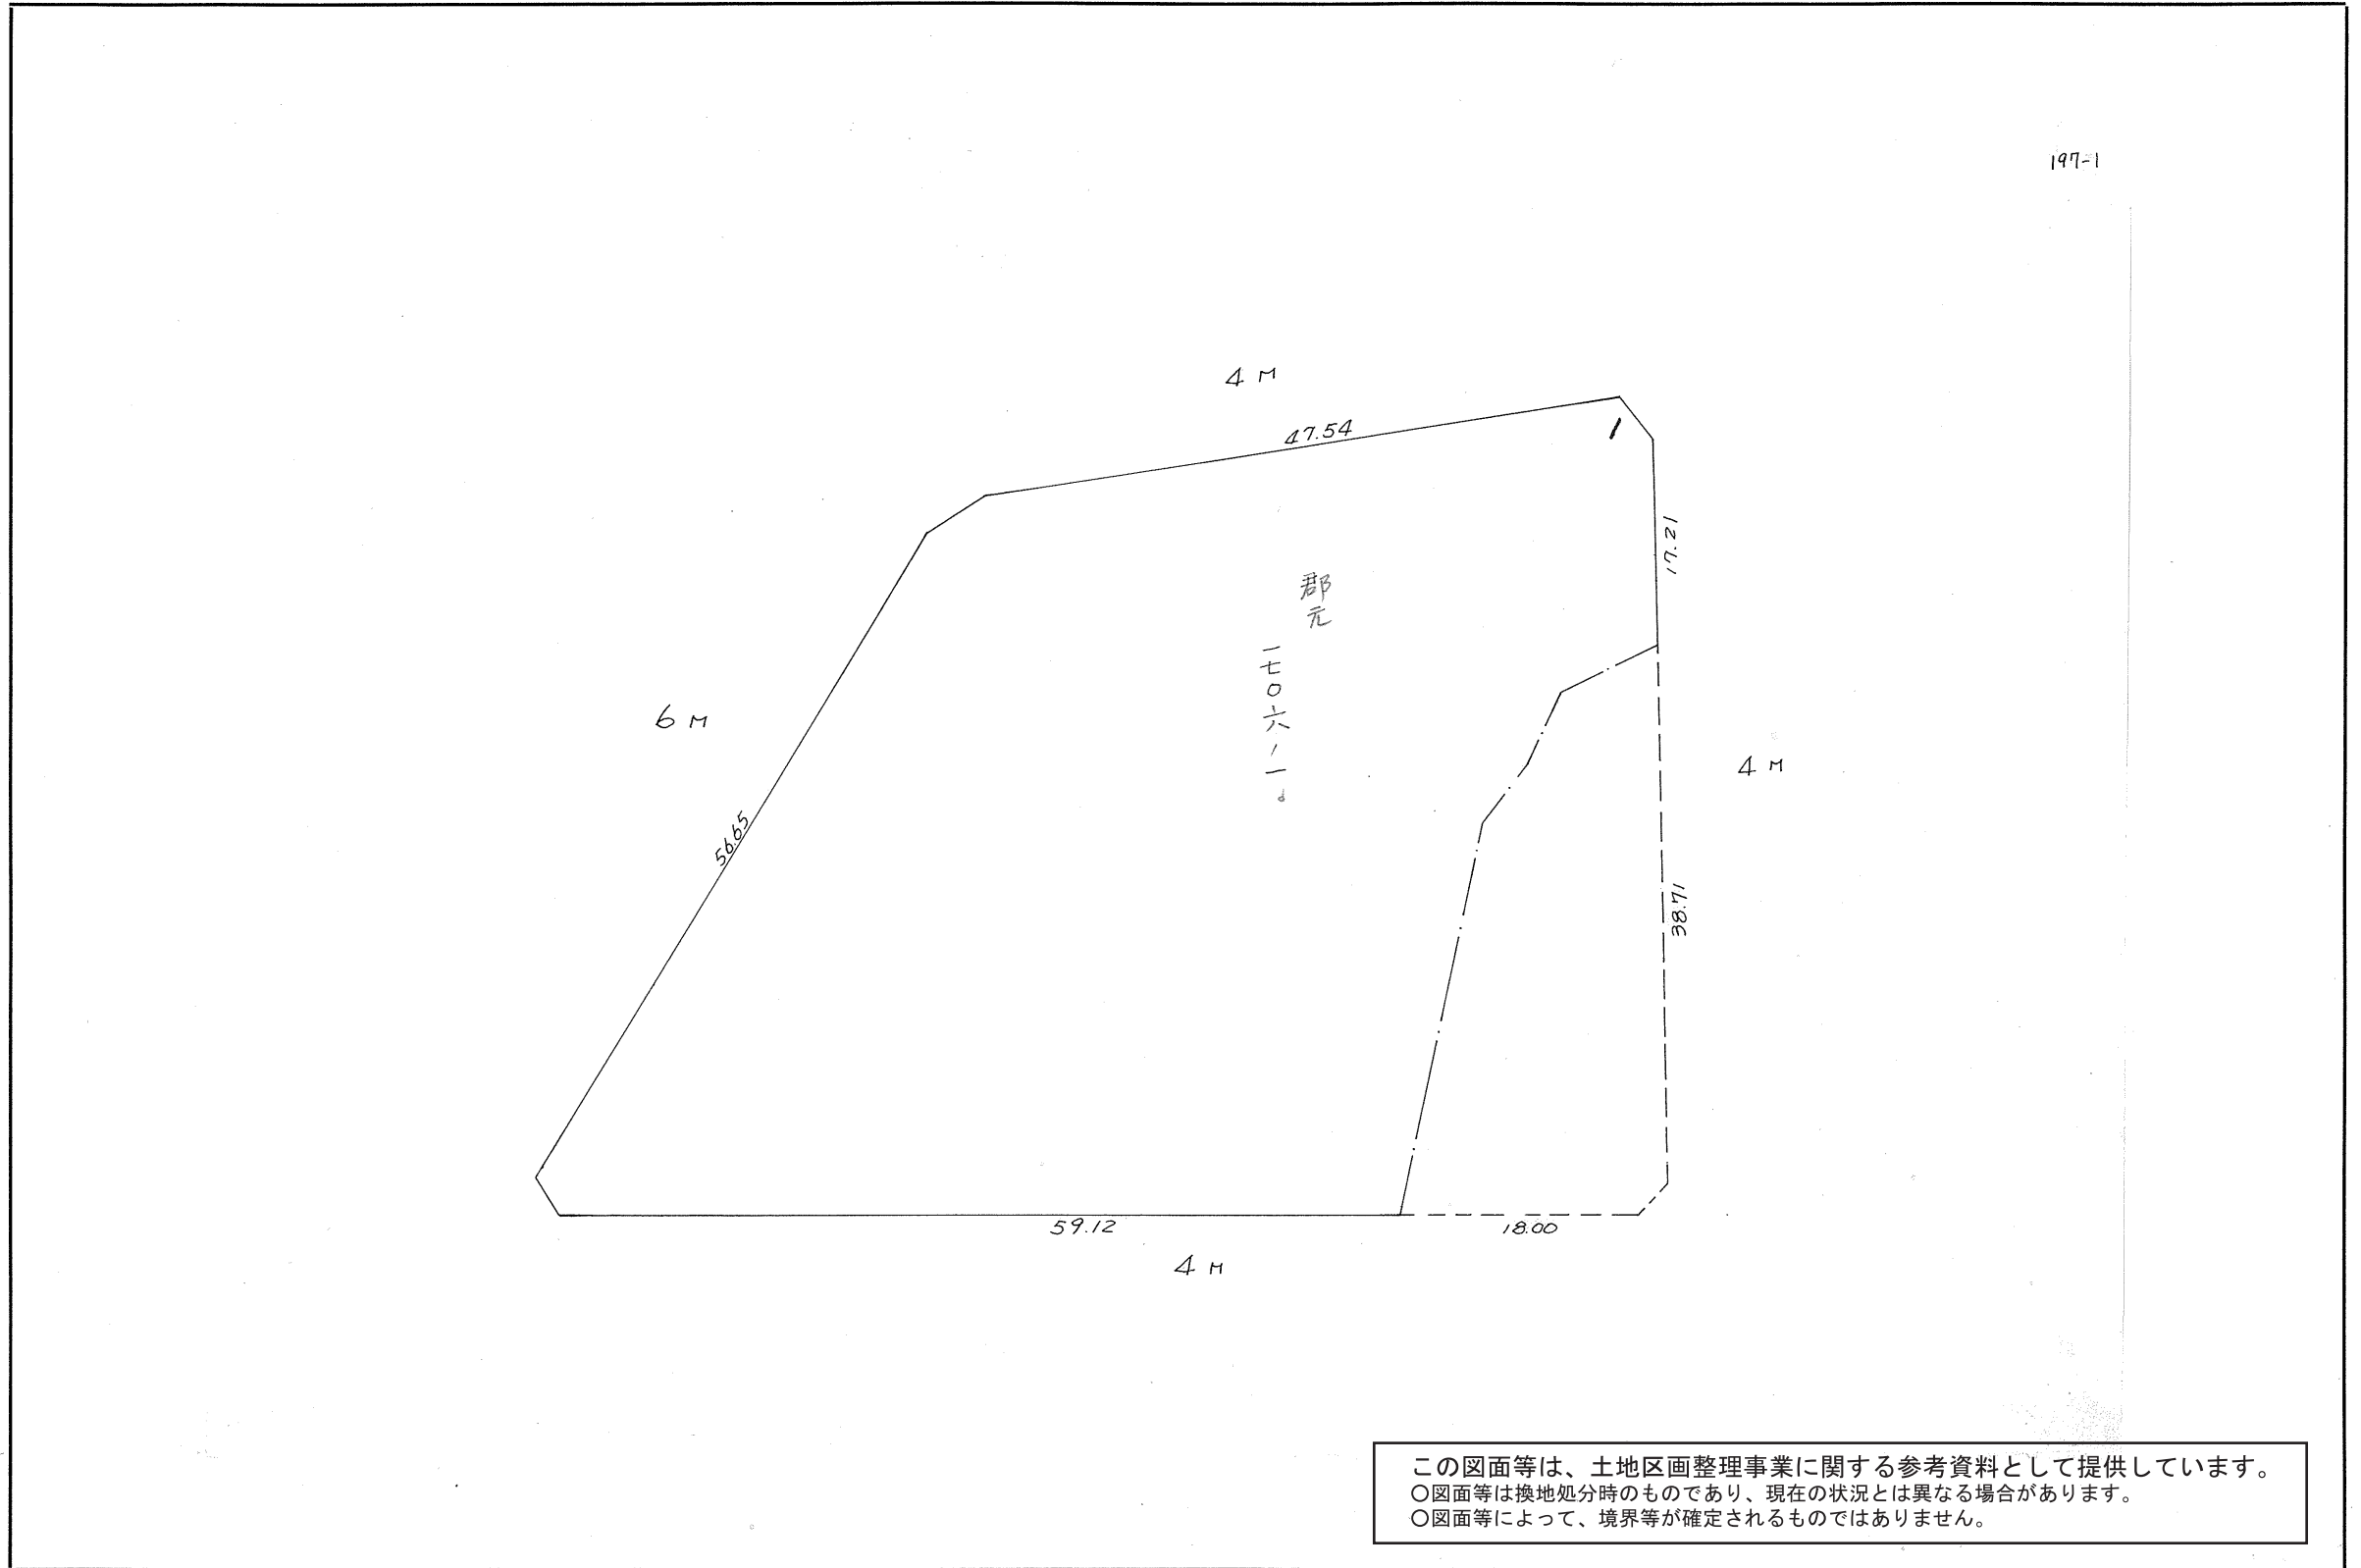 197-1
4 M
47.54
1
17.21
郡元
一七〇六ノ一
6 M
4 M
56.65
38.71
59.12
18.00
4 M
この図面等は、土地区画整理事業に関する参考資料として提供しています。
○図面等は換地処分時のものであり、現在の状況とは異なる場合があります。
○図面等によって、境界等が確定されるものではありません。